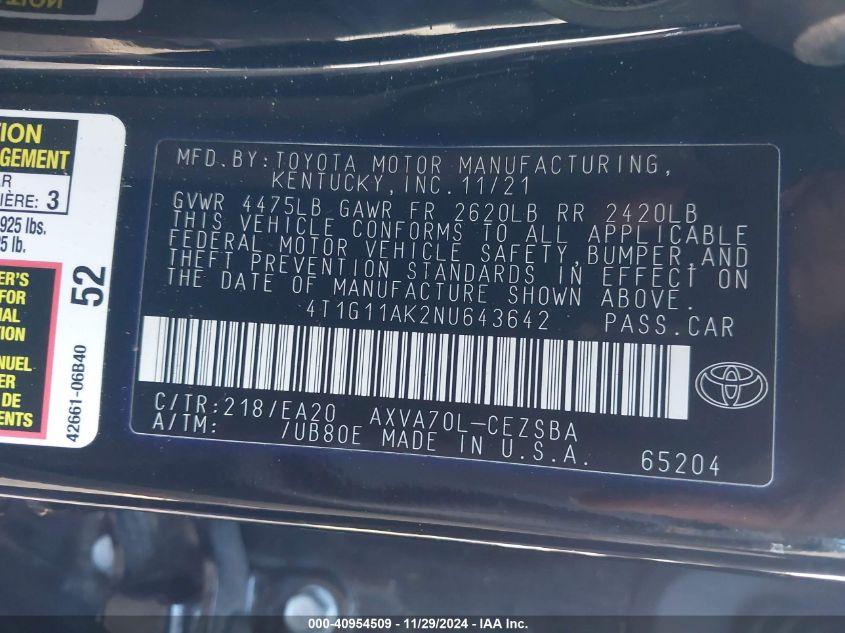 TION
GEMENT
AR
IÈRE: 3
925 lbs.
5 lb.
ER'S
FOR
NAL
TION
NUEL
ER
DE
ENTS
52
42661-06B40
MFD.BY:TOYOTA MOTOR MANUFACTURING,
KENTUCKY,INC.11/21
GVWR 4475LB GAWR FR 2620LB RR 2420LB
THIS VEHICLE CONFORMS TO ALL APPLICABLE
FEDERAL MOTOR VEHICLE SAFETY,BUMPER,AND
THEFT PREVENTION STANDARDS IN EFFECT ON
THE DATE OF MANUFACTURE SHOWN ABOVE.
4T1G11AK2NU643642 PASS.CAR
C/TR:218/EA20 AXVA70L-CEZSBA
A/TM: /UB80E MADE IN U.S.A. 65204
000-40954509 - 11/29/2024 - IAA Inc.